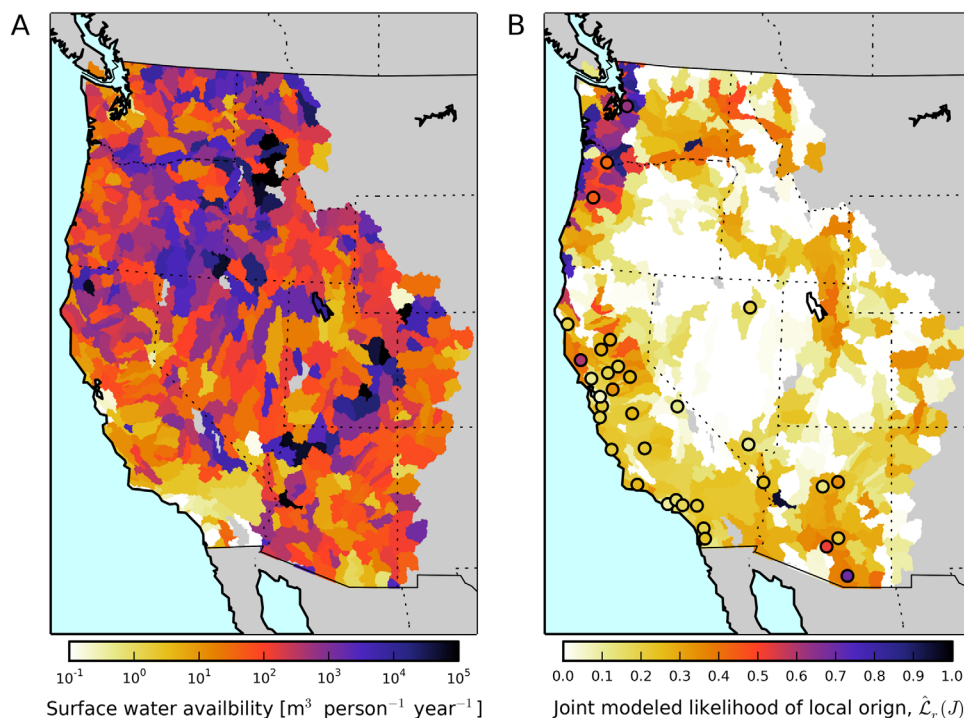 A
B
10⁻¹ 10⁰ 10¹ 10² 10³ 10⁴ 10⁵
Surface water availbility [m³ person⁻¹ year⁻¹]
0.0 0.1 0.2 0.3 0.4 0.5 0.6 0.7 0.8 0.9 1.0
Joint modeled likelihood of local orign, ℒ̂ᵣ(J)